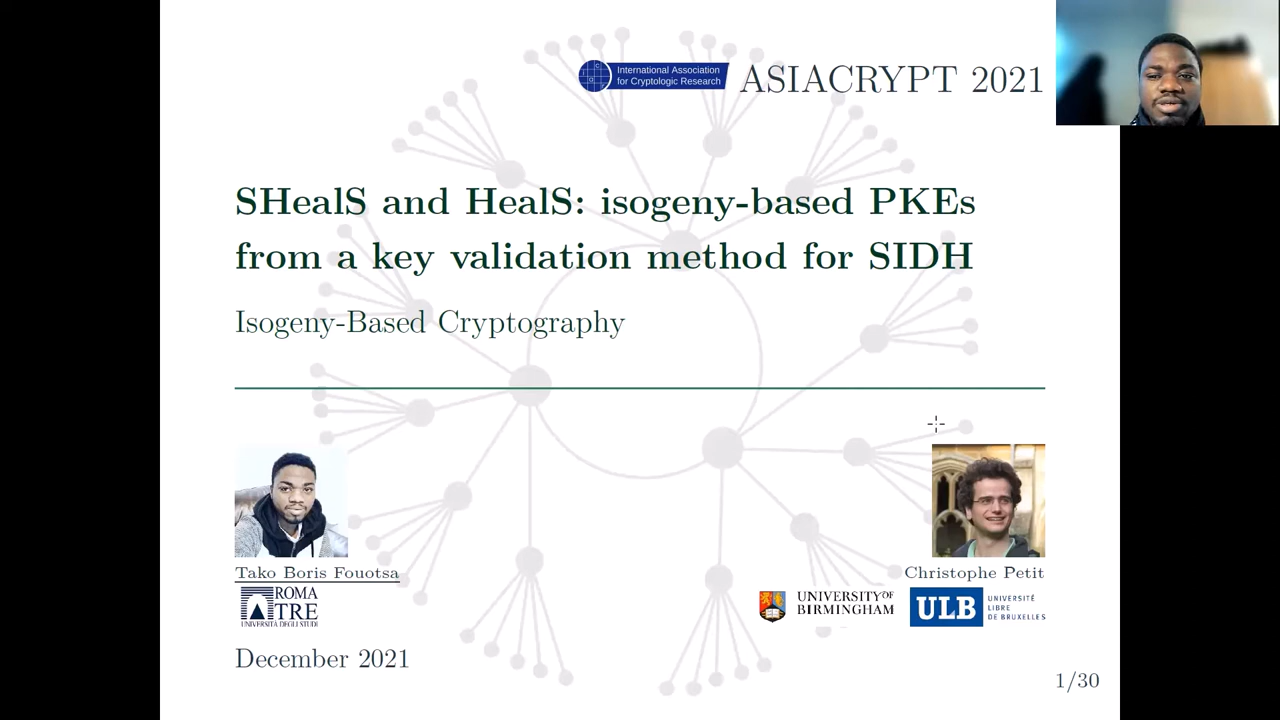 International Association
for Cryptologic Research
ASIACRYPT 2021
SHealS and HealS: isogeny-based PKEs
from a key validation method for SIDH
Isogeny-Based Cryptography
Tako Boris Fouotsa
Christophe Petit
ROMA
TRE
UNIVERSITÀ DEGLI STUDI
UNIVERSITYOF
BIRMINGHAM
ULB
UNIVERSITÉ
LIBRE
DE BRUXELLES
December 2021
1/30